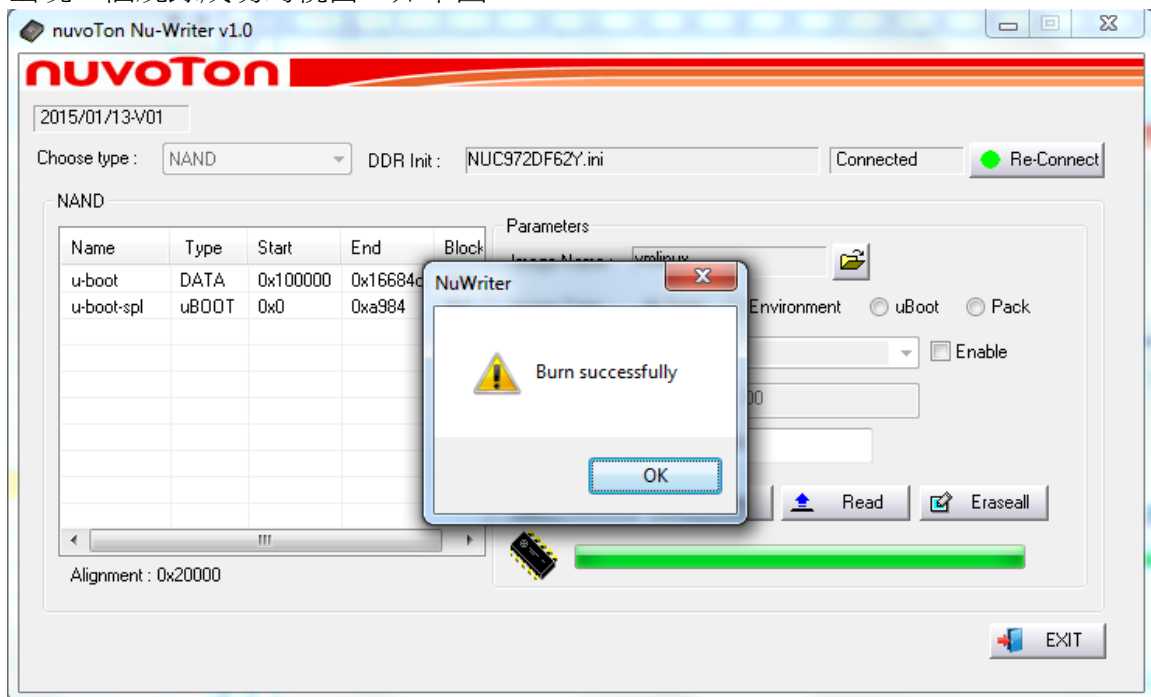 nuvoTon Nu-Writer v1.0
nuvoTon
2015/01/13-V01
Choose type : NAND DDR Init : NUC972DF62Y.ini Connected Re-Connect
NAND
Parameters
Name Type Start End Block
u-boot DATA 0x100000 0x16684
u-boot-spl uBOOT 0x0 0xa984
NuWriter
Burn successfully
OK
Environment uBoot Pack
Enable
Read Eraseall
Alignment : 0x20000
EXIT